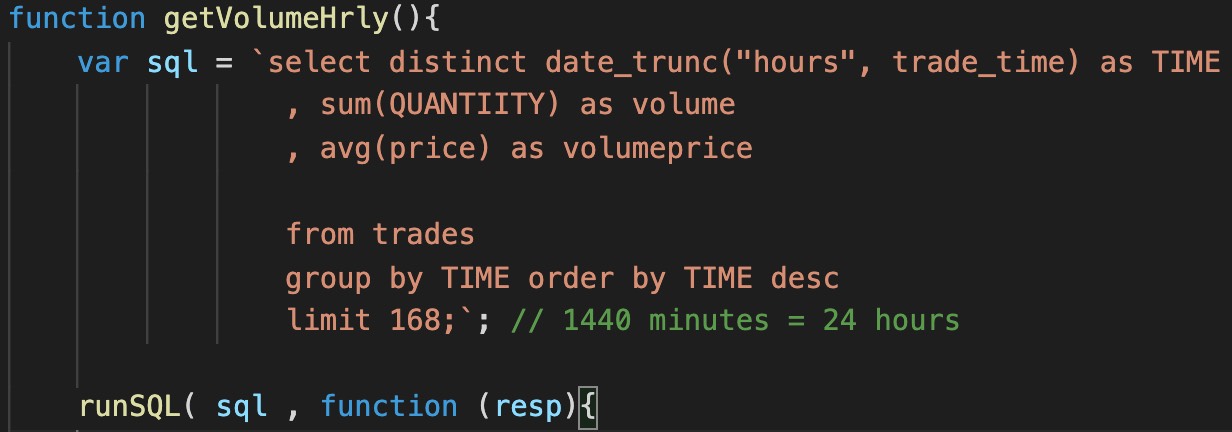 function getVolumeHrly(){
var sql = `select distinct date_trunc("hours", trade_time) as TIME
, sum(QUANTIITY) as volume
, avg(price) as volumeprice
from trades
group by TIME order by TIME desc
limit 168;`; // 1440 minutes = 24 hours
runSQL( sql , function (resp){